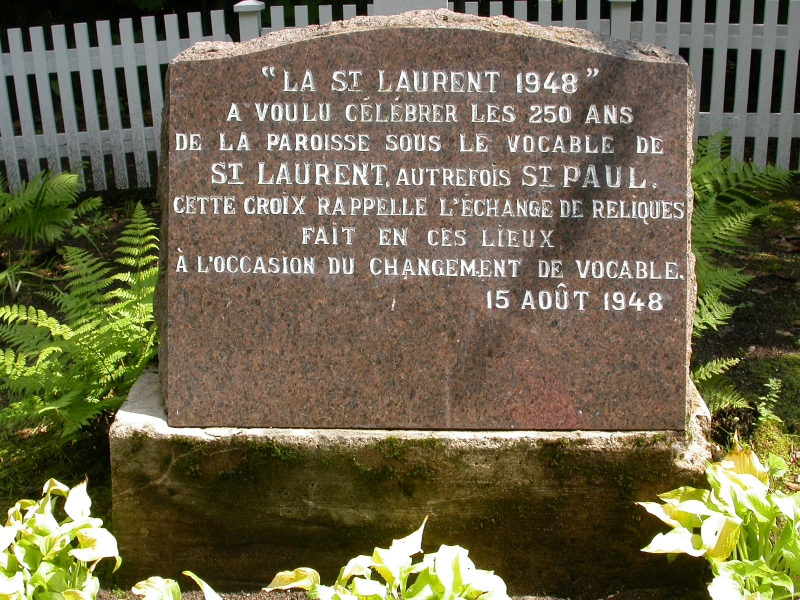 "LA ST LAURENT 1948"
A VOULU CÉLÉBRER LES 250 ANS
DE LA PAROISSE SOUS LE VOCABLE DE
ST LAURENT, AUTREFOIS ST PAUL.
CETTE CROIX RAPPELLE L'ÉCHANGE DE RELIQUES
FAIT EN CES LIEUX
À L'OCCASION DU CHANGEMENT DE VOCABLE.
15 AOÛT 1948